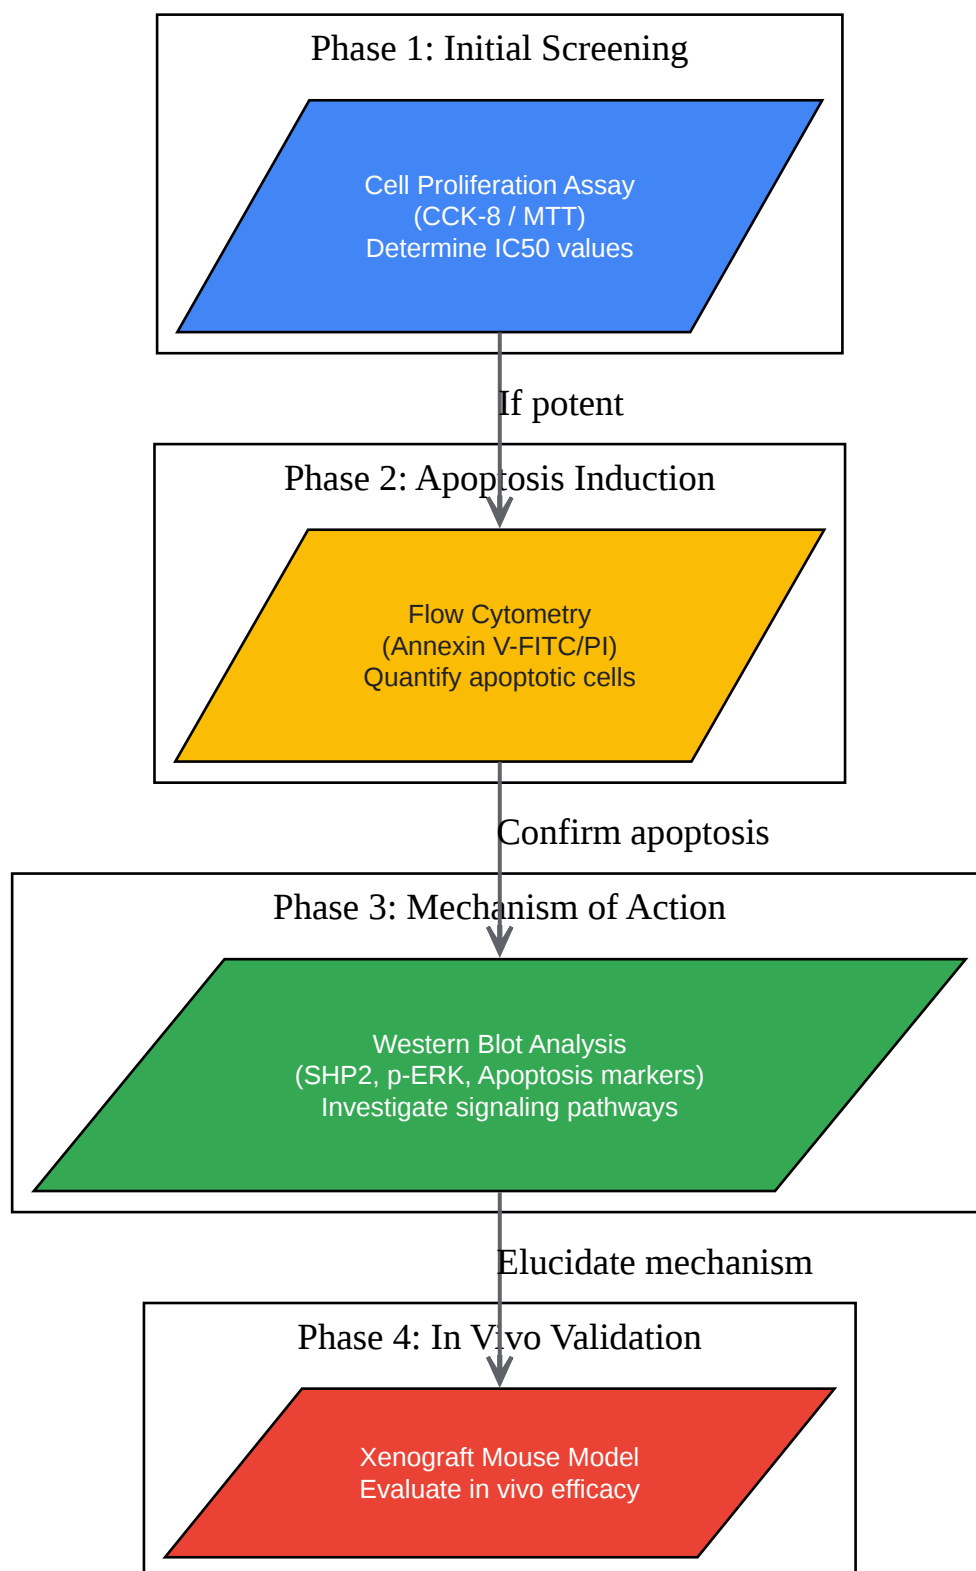 Phase 1: Initial Screening
Cell Proliferation Assay
(CCK-8 / MTT)
Determine IC50 values
If potent
Phase 2: Apoptosis Induction
Flow Cytometry
(Annexin V-FITC/PI)
Quantify apoptotic cells
Confirm apoptosis
Phase 3: Mechanism of Action
Western Blot Analysis
(SHP2, p-ERK, Apoptosis markers)
Investigate signaling pathways
Elucidate mechanism
Phase 4: In Vivo Validation
Xenograft Mouse Model
Evaluate in vivo efficacy